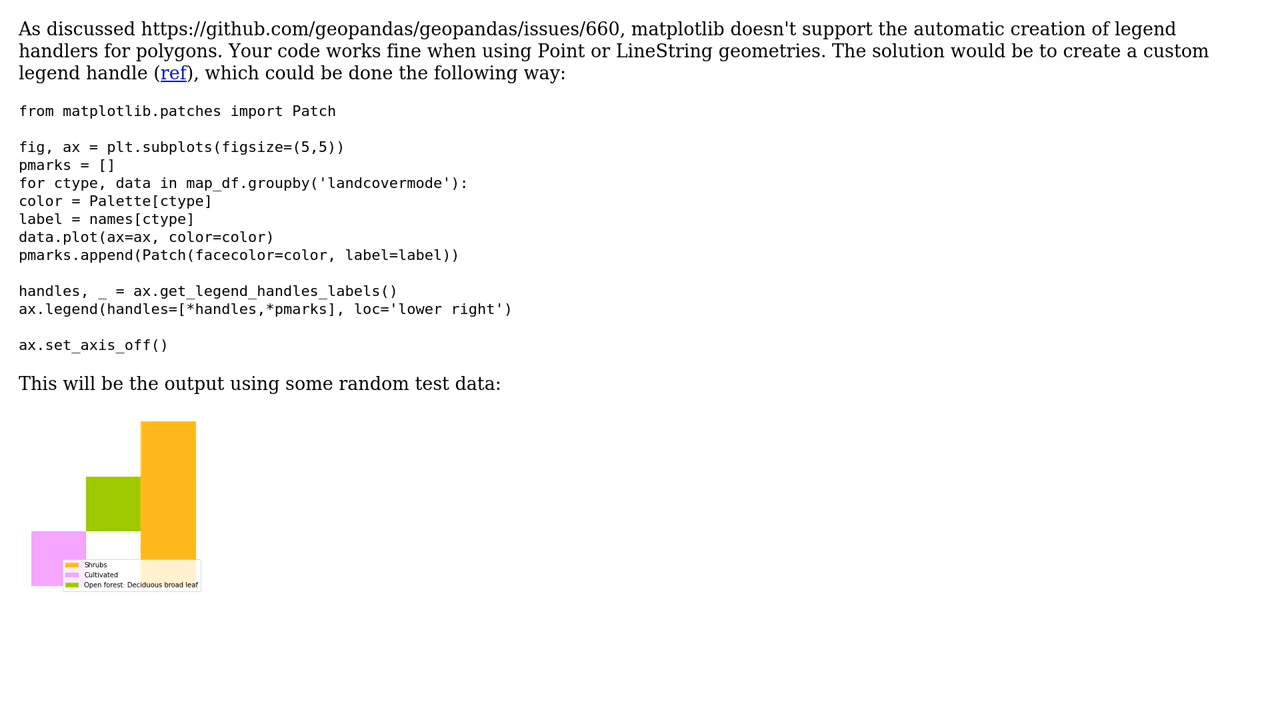 As discussed https://github.com/geopandas/geopandas/issues/660, matplotlib doesn't support the automatic creation of legend
handlers for polygons. Your code works fine when using Point or LineString geometries. The solution would be to create a custom
legend handle (ref), which could be done the following way:
from matplotlib.patches import Patch
fig, ax = plt.subplots(figsize=(5,5))
pmarks = []
for ctype, data in map_df.groupby('landcovermode'):
color = Palette[ctype]
label = names[ctype]
data.plot(ax=ax, color=color)
pmarks.append(Patch(facecolor=color, label=label))
handles, _ = ax.get_legend_handles_labels()
ax.legend(handles=[*handles,*pmarks], loc='lower right')
ax.set_axis_off()
This will be the output using some random test data:
Shrubs
Cultivated
Open forest: Deciduous broad leaf